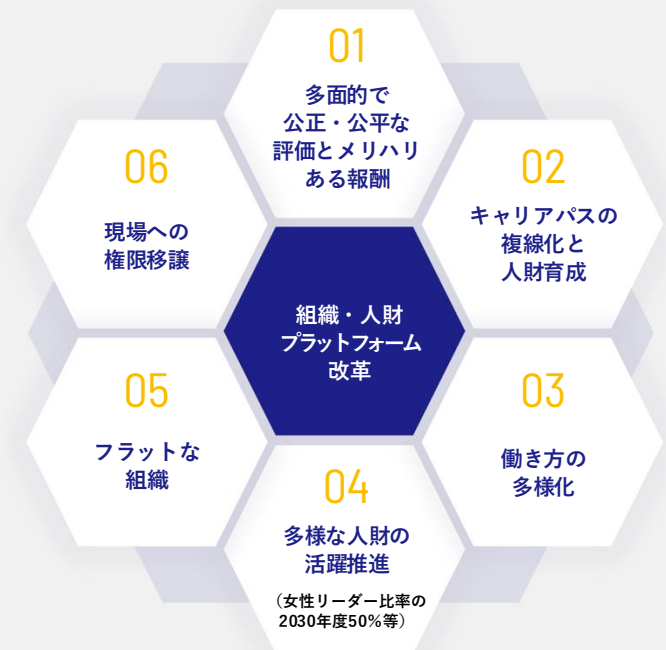 01
多面的で
公正・公平な
評価とメリハリ
ある報酬
02
キャリアパスの
複線化と
人財育成
03
働き方の
多様化
04
多様な人財の
活躍推進
（女性リーダー比率の
2030年度50%等）
05
フラットな
組織
06
現場への
権限移譲
組織・人財
プラットフォーム
改革